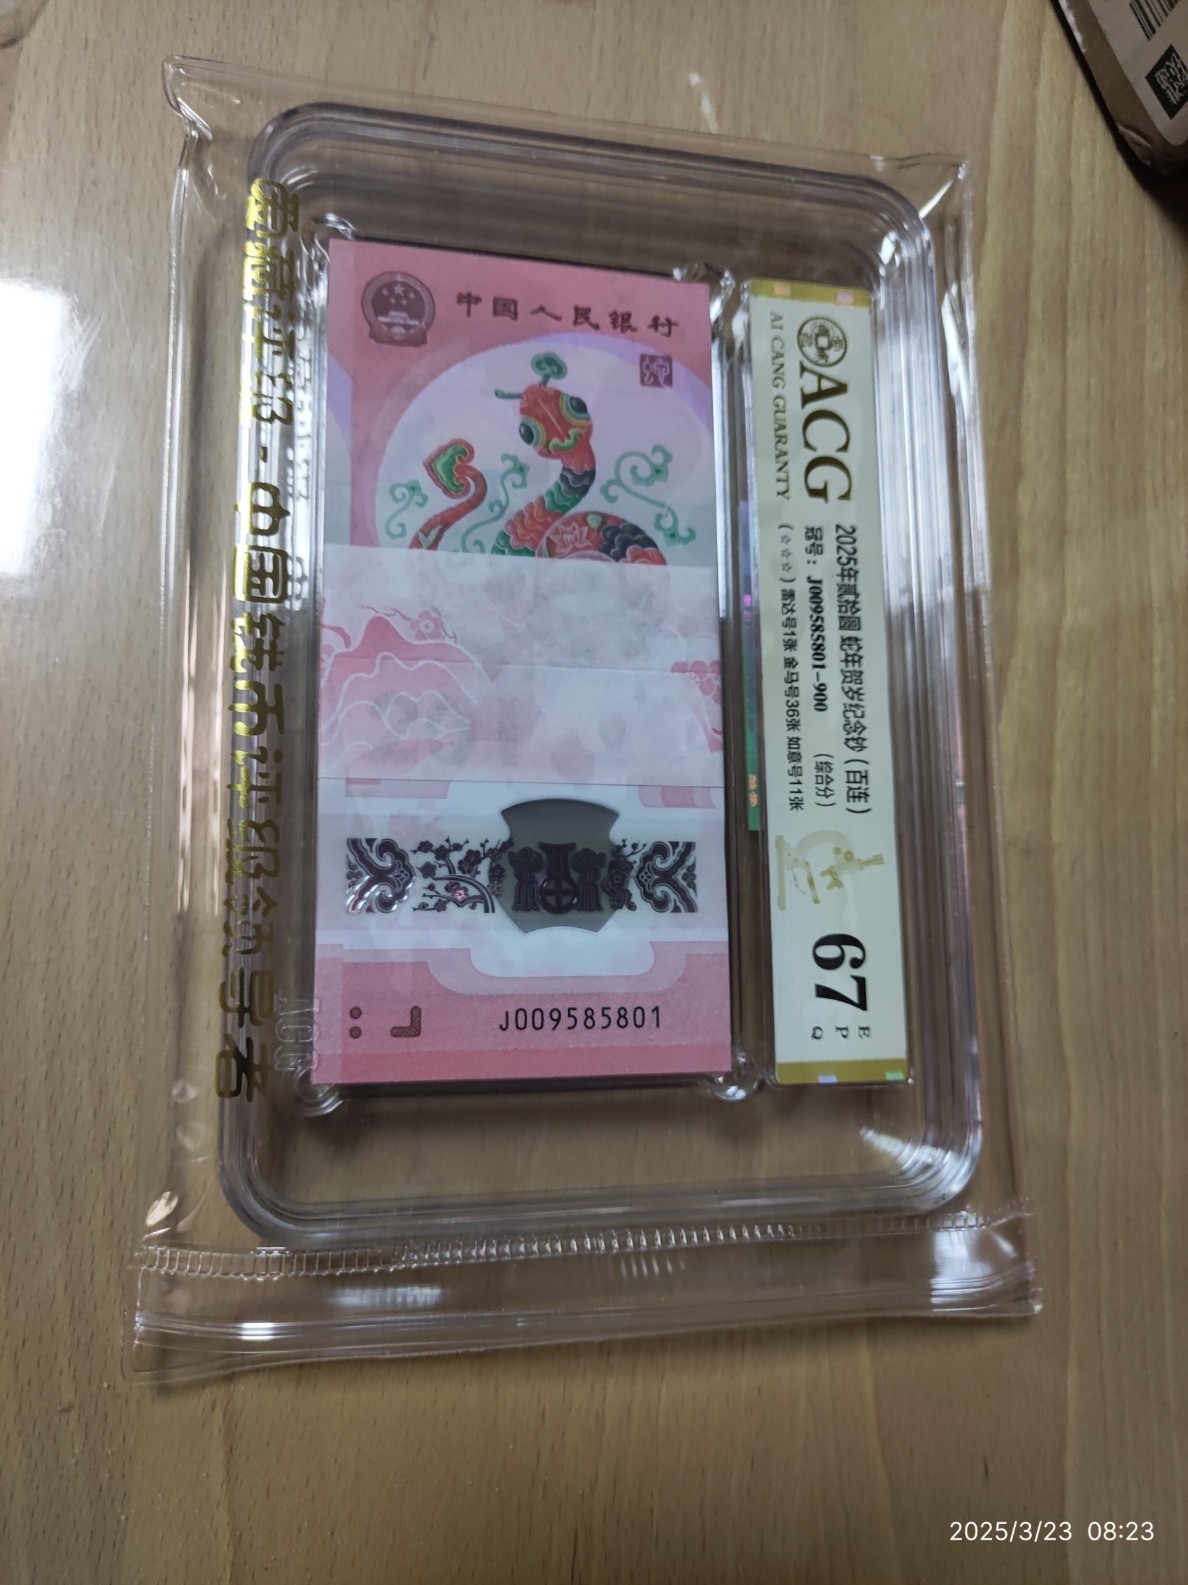 爱藏评级-中国钱币评级领导者
中国人民银行
J009585801
ACG
AI CANG GUARANTY
2025年贰拾圆 蛇年贺岁纪念钞（百连）
冠号：J009585801-900 （综合分）
（☆☆☆）雷达号1张 金马号36张 如意号11张
67
E
P
Q
ACG
2025/3/23 08:23